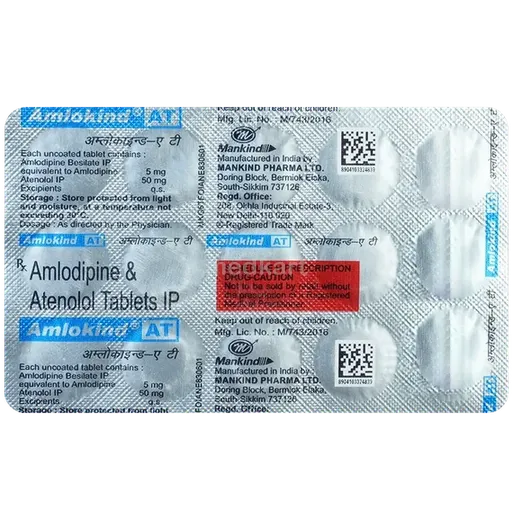 Amlokind® AT
अम्लोकाइन्ड-ए टी
Each uncoated tablet contains :
Amlodipine Besilate IP
equivalent to Amlodipine 5 mg
Atenolol IP 50 mg
Excipients q.s.
Storage : Store protected from light
and moisture, at a temperature not
exceeding 30°C.
Dosage : As directed by the Physician.
Keep out of reach of children.
Mfg. Lic. No. : M/743/2016
Mankind
Manufactured in India by :
MANKIND PHARMA LTD.
Doring Block, Bermiok Elaka,
South-Sikkim 737126
Regd. Office:
208, Okhla Industrial Estate-3,
New Delhi-110 020
® Registered Trade Mark
Amlokind AT
अम्लोकाइन्ड-ए टी
Amlokind AT
अम्लोकाइन्ड-ए टी
Rx Amlodipine &
Atenolol Tablets IP
PRESCRIPTION
DRUG-CAUTION
Not to be sold by retail without
the prescription of a Registered
Medical Practitioner.
Amlokind® AT
अम्लोकाइन्ड-ए टी
Each uncoated tablet contains :
Amlodipine Besilate IP
equivalent to Amlodipine 5 mg
Atenolol IP 50 mg
Excipients q.s.
Storage : Store protected from light
Keep out of reach of children.
Mfg. Lic. No. : M/743/2016
Mankind
Manufactured in India by :
MANKIND PHARMA LTD.
Doring Block, Bermiok Elaka,
South-Sikkim 737126
Regd. Office: